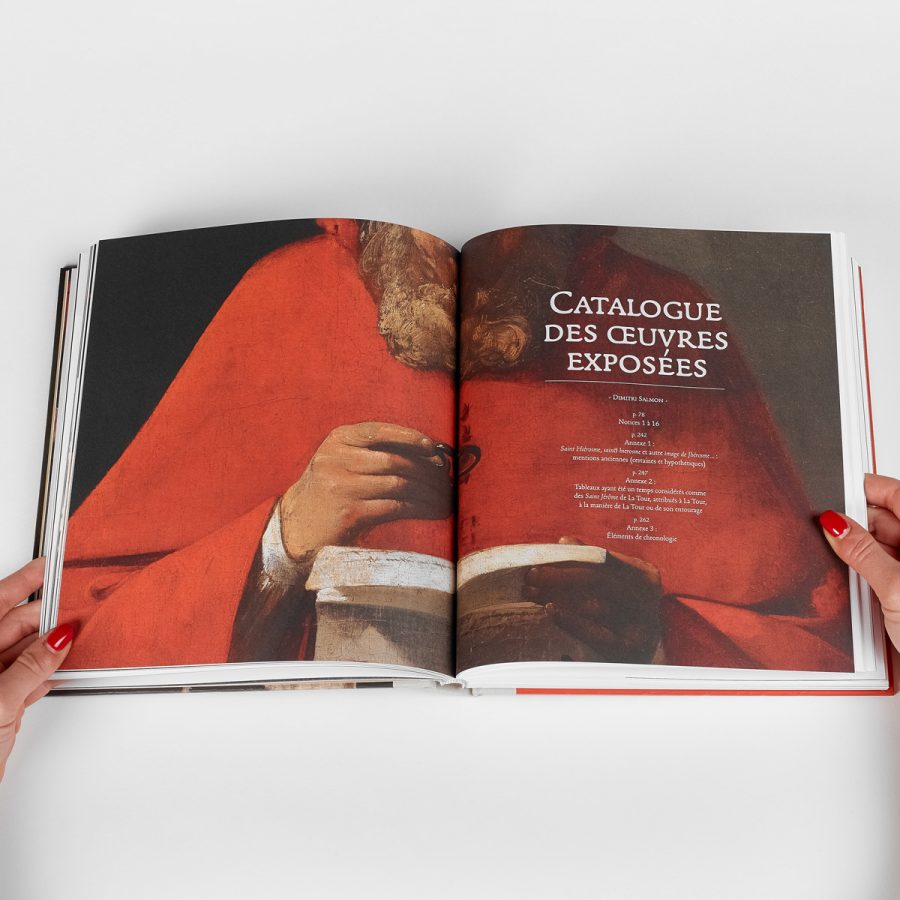 CATALOGUE
DES ŒUVRES
EXPOSÉES
- DIMITRI SALMON -
p. 78
Notices 1 à 16
p. 242
Annexe 1 :
Saint Hiérosme, sainct hierosme et autre image de Jhérosme... :
mentions anciennes (certaines et hypothétiques)
p. 247
Annexe 2 :
Tableaux ayant été un temps considérés comme
des Saint Jérôme de La Tour, attribués à La Tour,
à la manière de La Tour ou de son entourage
p. 262
Annexe 3 :
Éléments de chronologie